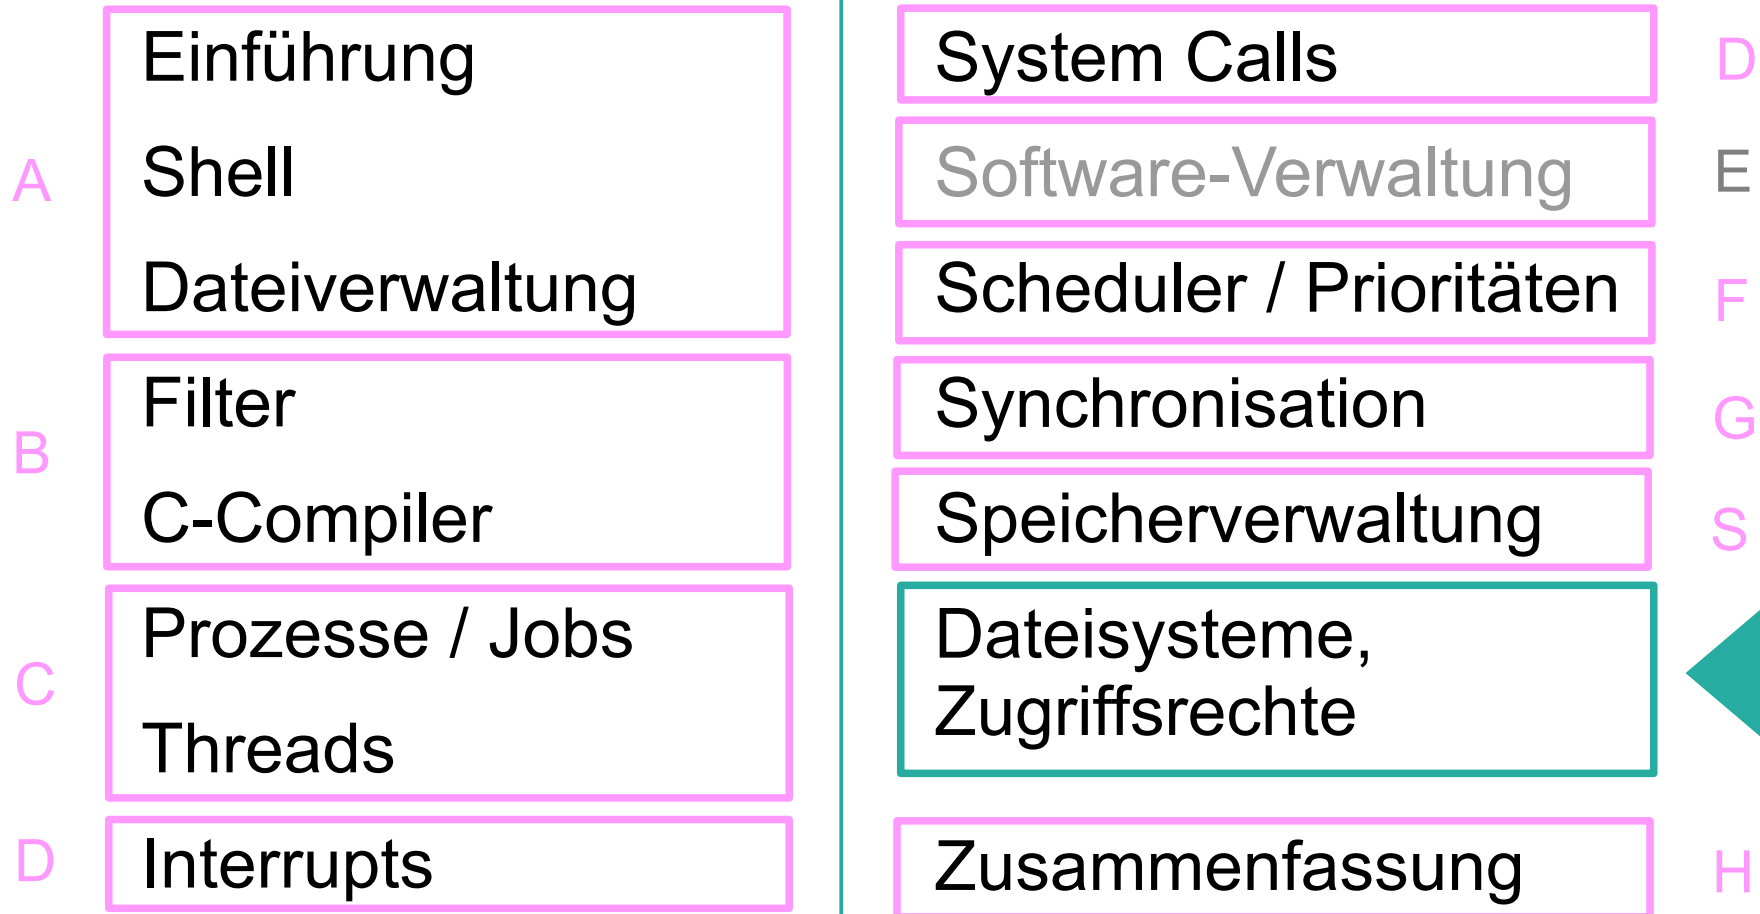 Einführung
A
Shell
Dateiverwaltung
B
Filter
C-Compiler
C
Prozesse / Jobs
Threads
D
Interrupts
System Calls
D
Software-Verwaltung
E
Scheduler / Prioritäten
F
Synchronisation
G
Speicherverwaltung
S
Dateisysteme,
Zugriffsrechte
Zusammenfassung
H